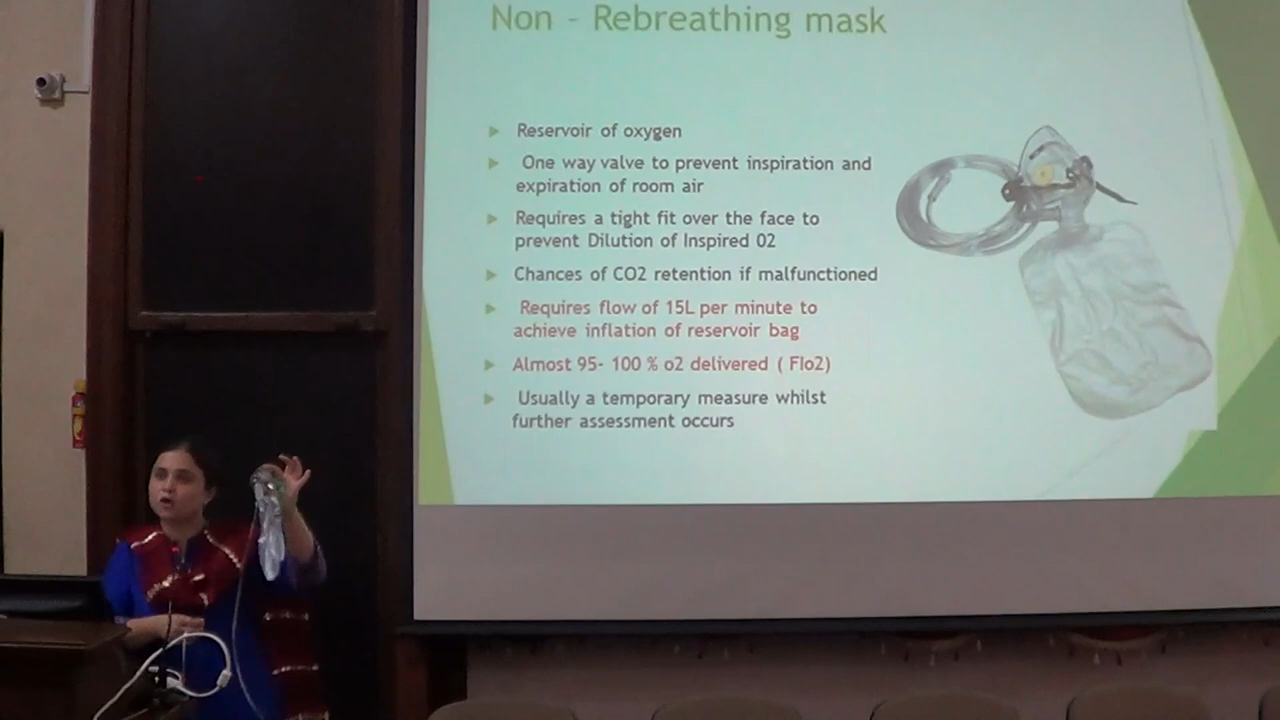 Non - Rebreathing mask
Reservoir of oxygen
One way valve to prevent inspiration and
expiration of room air
Requires a tight fit over the face to
prevent Dilution of Inspired 02
Chances of CO2 retention if malfunctioned
Requires flow of 15L per minute to
achieve inflation of reservoir bag
Almost 95- 100 % o2 delivered ( FIo2)
Usually a temporary measure whilst
further assessment occurs